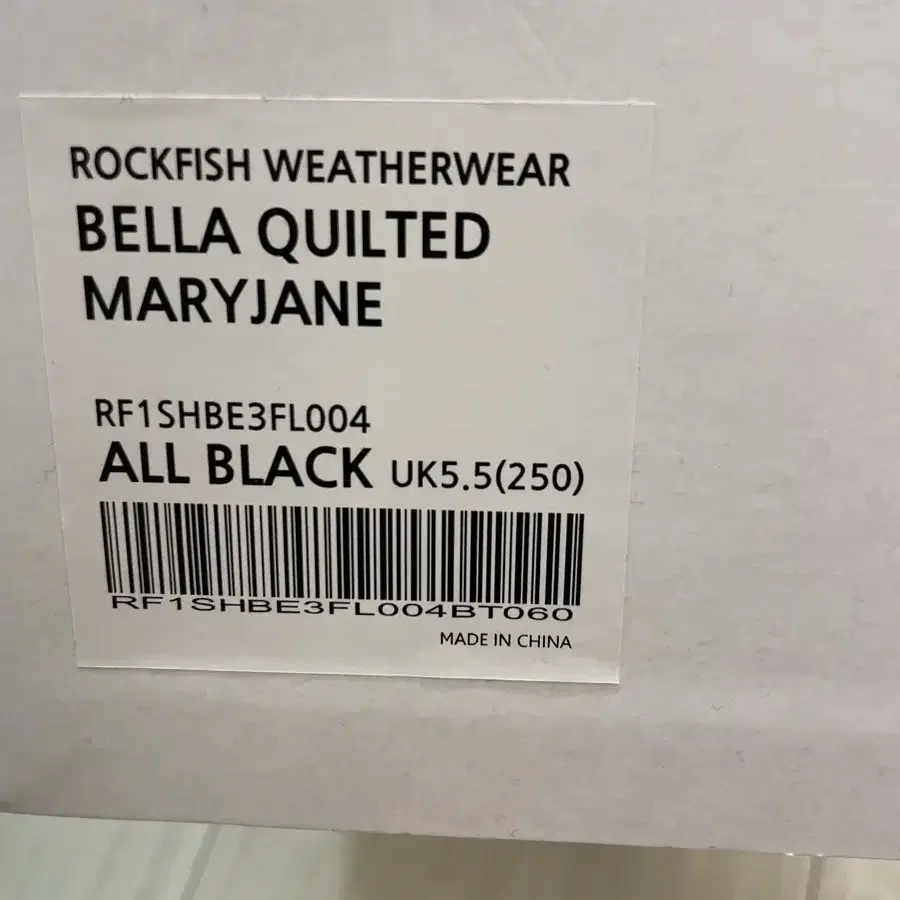 ROCKFISH WEATHERWEAR
BELLA QUILTED
MARYJANE
RF1SHBE3FL004
ALL BLACK UK5.5(250)
RF1SHBE3FL004BT060
MADE IN CHINA